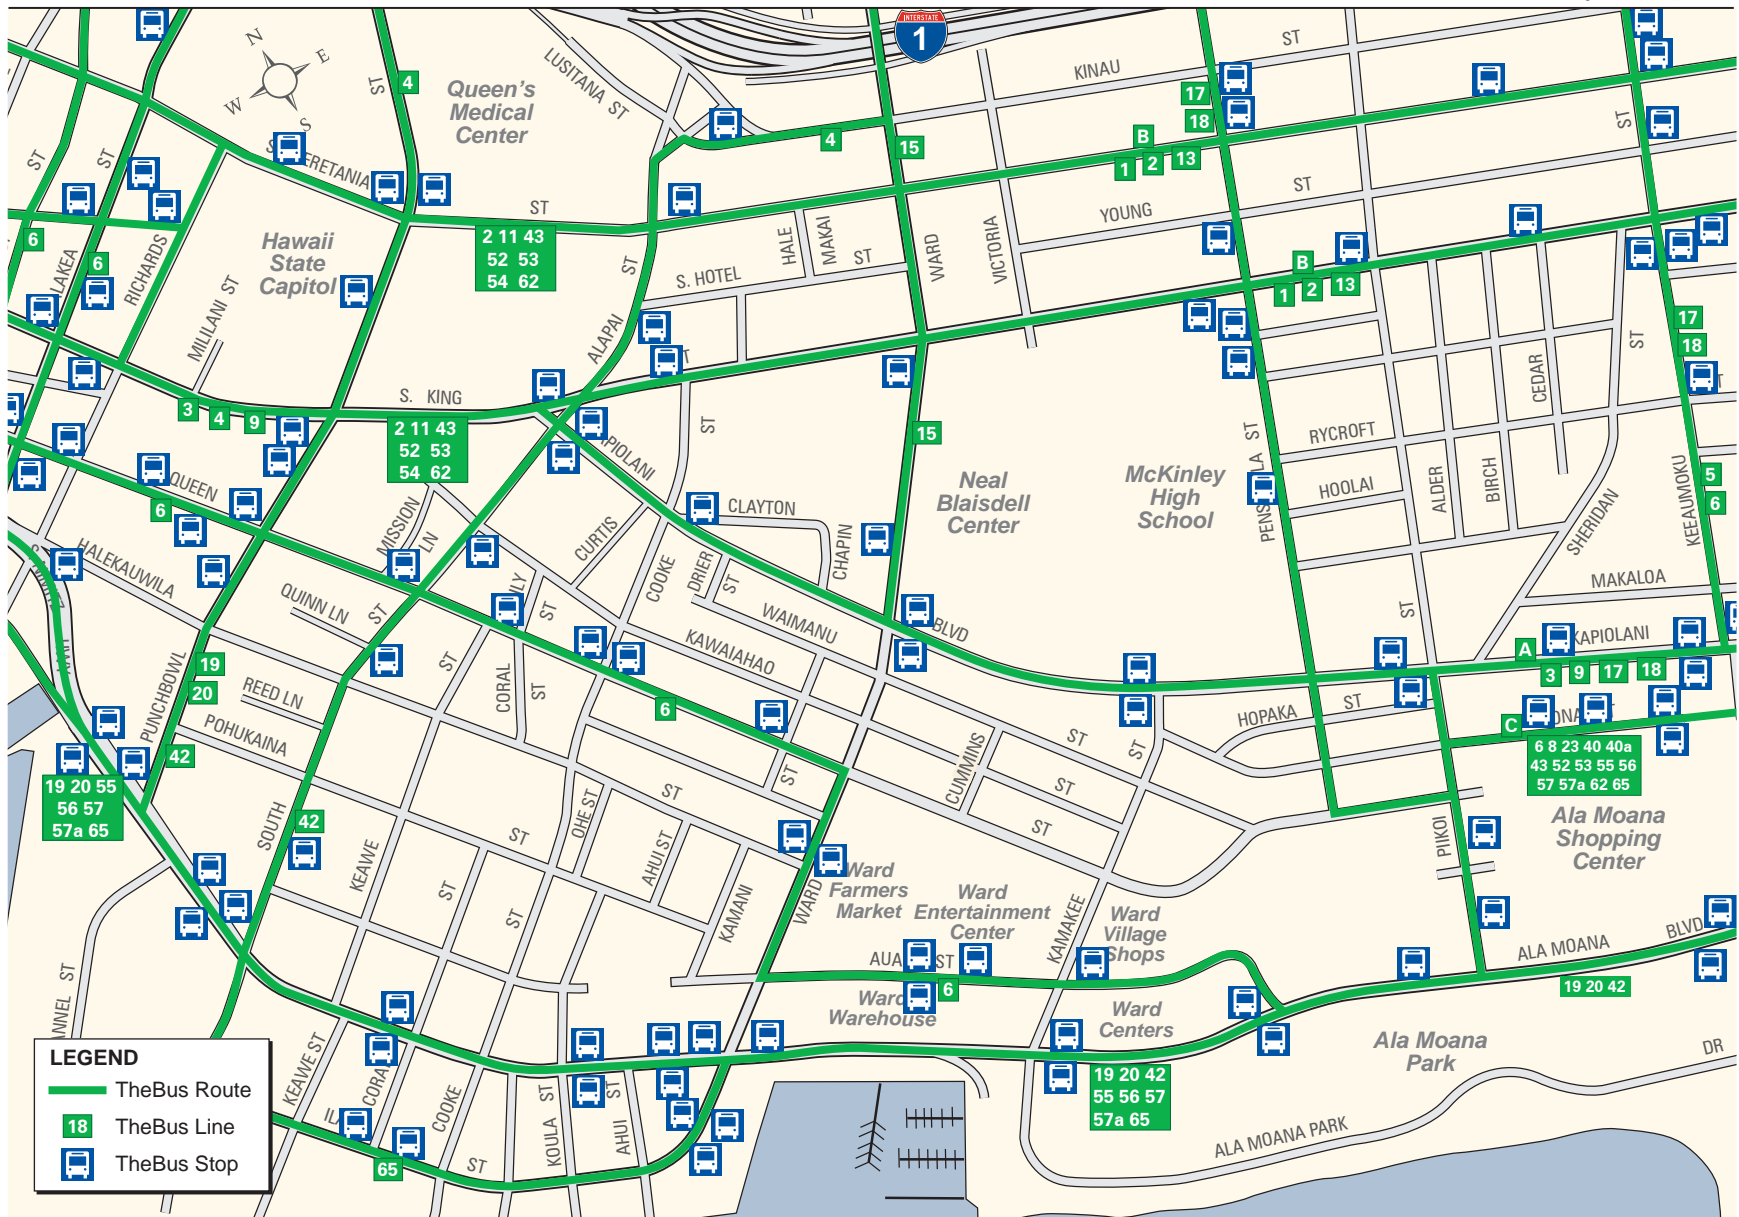 INTERSTATE
1
N
E
W
S
ST
4
Queen's
Medical
Center
LUSITANA ST
KINAU
ST
17
18
ST
4
15
B
1
2
13
ST
ST
ST
ERETANIA
ST
2 11 43
52 53
54 62
Hawaii
State
Capitol
6
6
LAKEA
RICHARDS
MILILANI ST
HALE
MAKAI
ST
S. HOTEL
ST
ALAPAI
WARD
VICTORIA
YOUNG
ST
B
1
2
13
17
18
ST
CEDAR
3
4
9
S. KING
2 11 43
52 53
54 62
15
ST
RYCROFT
ST
HOOLAI
ALDER
BIRCH
SHERIDAN
KEEAUMOKU
5
6
QUEEN
6
MISSION
LN
APIOLANI
CLAYTON
CHAPIN
CURTIS
COOKE
DRIER
ST
Neal
Blaisdell
Center
McKinley
High
School
HALEKAUWILA
QUINN LN
ST
ST
WAIMANU
KAWAIAHAO
BLVD
MAKALOA
ST
KAPIOLANI
A
3
9
17
18
C
6 8 23 40 40a
43 52 53 55 56
57 57a 62 65
PUNCHBOWL
19
20
42
REED LN
POHUKAINA
ST
CORAL
ST
6
HOPAKA
ST
ST
ST
CUMMINS
ST
ST
ST
19 20 55
56 57
57a 65
SOUTH
42
KEAWE
ST
OHE ST
ST
AHUI ST
ST
ST
KAMANI
WARD
PIIKOI
Ala Moana
Shopping
Center
Ward
Farmers
Market
Ward
Entertainment
Center
Ward
Village
Shops
KAMAKEE
ALA MOANA
BLVD
19 20 42
AUA
ST
6
Ward
Warehouse
Ward
Centers
Ala Moana
Park
DR
ST
LEGEND
TheBus Route
18
TheBus Line
TheBus Stop
KEAWE ST
CORAL
COOKE
ST
65
KOULA
ST
AHUI
ST
19 20 42
55 56 57
57a 65
ALA MOANA PARK